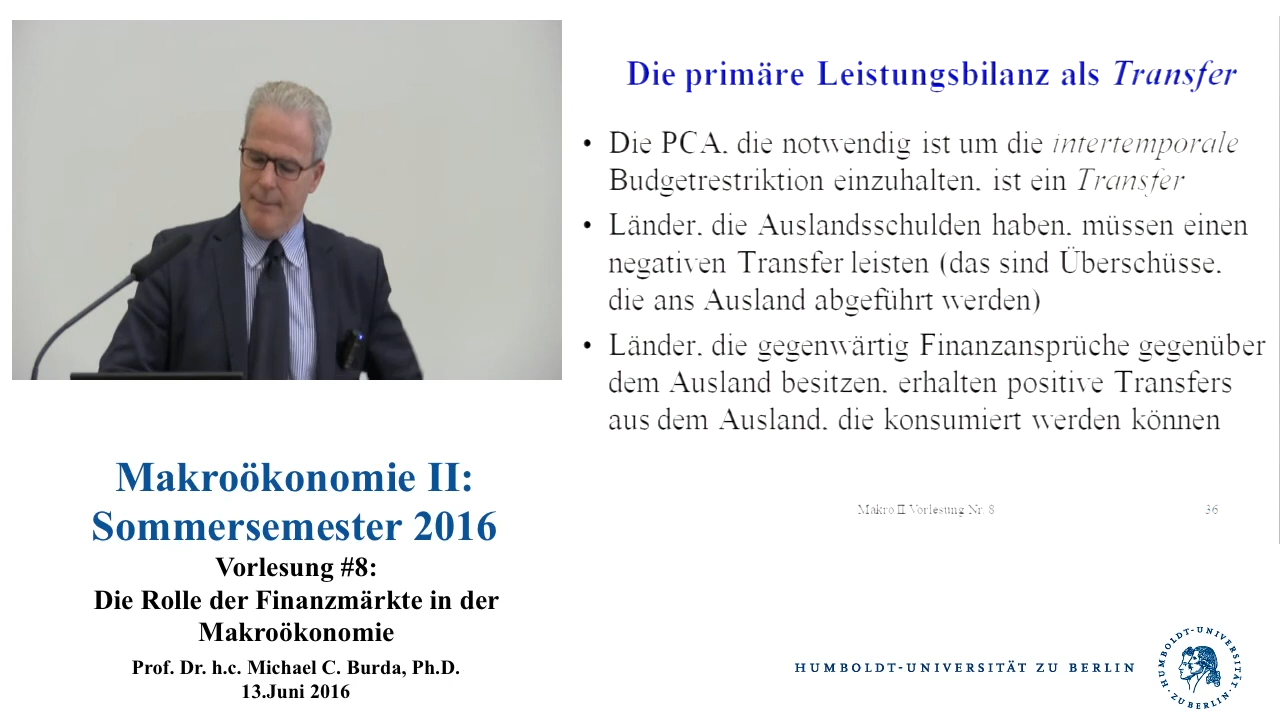 Die primäre Leistungsbilanz als Transfer
• Die PCA, die notwendig ist um die intertemporale
Budgetrestriktion einzuhalten, ist ein Transfer
• Länder, die Auslandsschulden haben, müssen einen
negativen Transfer leisten (das sind Überschüsse,
die ans Ausland abgeführt werden)
• Länder, die gegenwärtig Finanzansprüche gegenüber
dem Ausland besitzen, erhalten positive Transfers
aus dem Ausland, die konsumiert werden können
Makro II Vorlesung Nr. 8
36
Makroökonomie II:
Sommersemester 2016
Vorlesung #8:
Die Rolle der Finanzmärkte in der
Makroökonomie
Prof. Dr. h.c. Michael C. Burda, Ph.D.
13.Juni 2016
HUMBOLDT-UNIVERSITÄT ZU BERLIN
HUMBOLDT-UNIVERSITÄT
ZU BERLIN